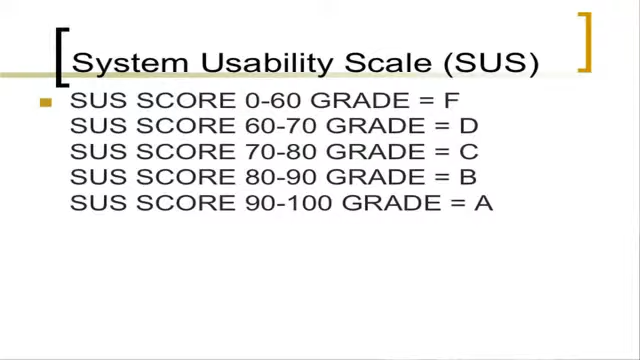 System Usability Scale (SUS)
SUS SCORE 0-60 GRADE = F
SUS SCORE 60-70 GRADE = D
SUS SCORE 70-80 GRADE = C
SUS SCORE 80-90 GRADE = B
SUS SCORE 90-100 GRADE = A